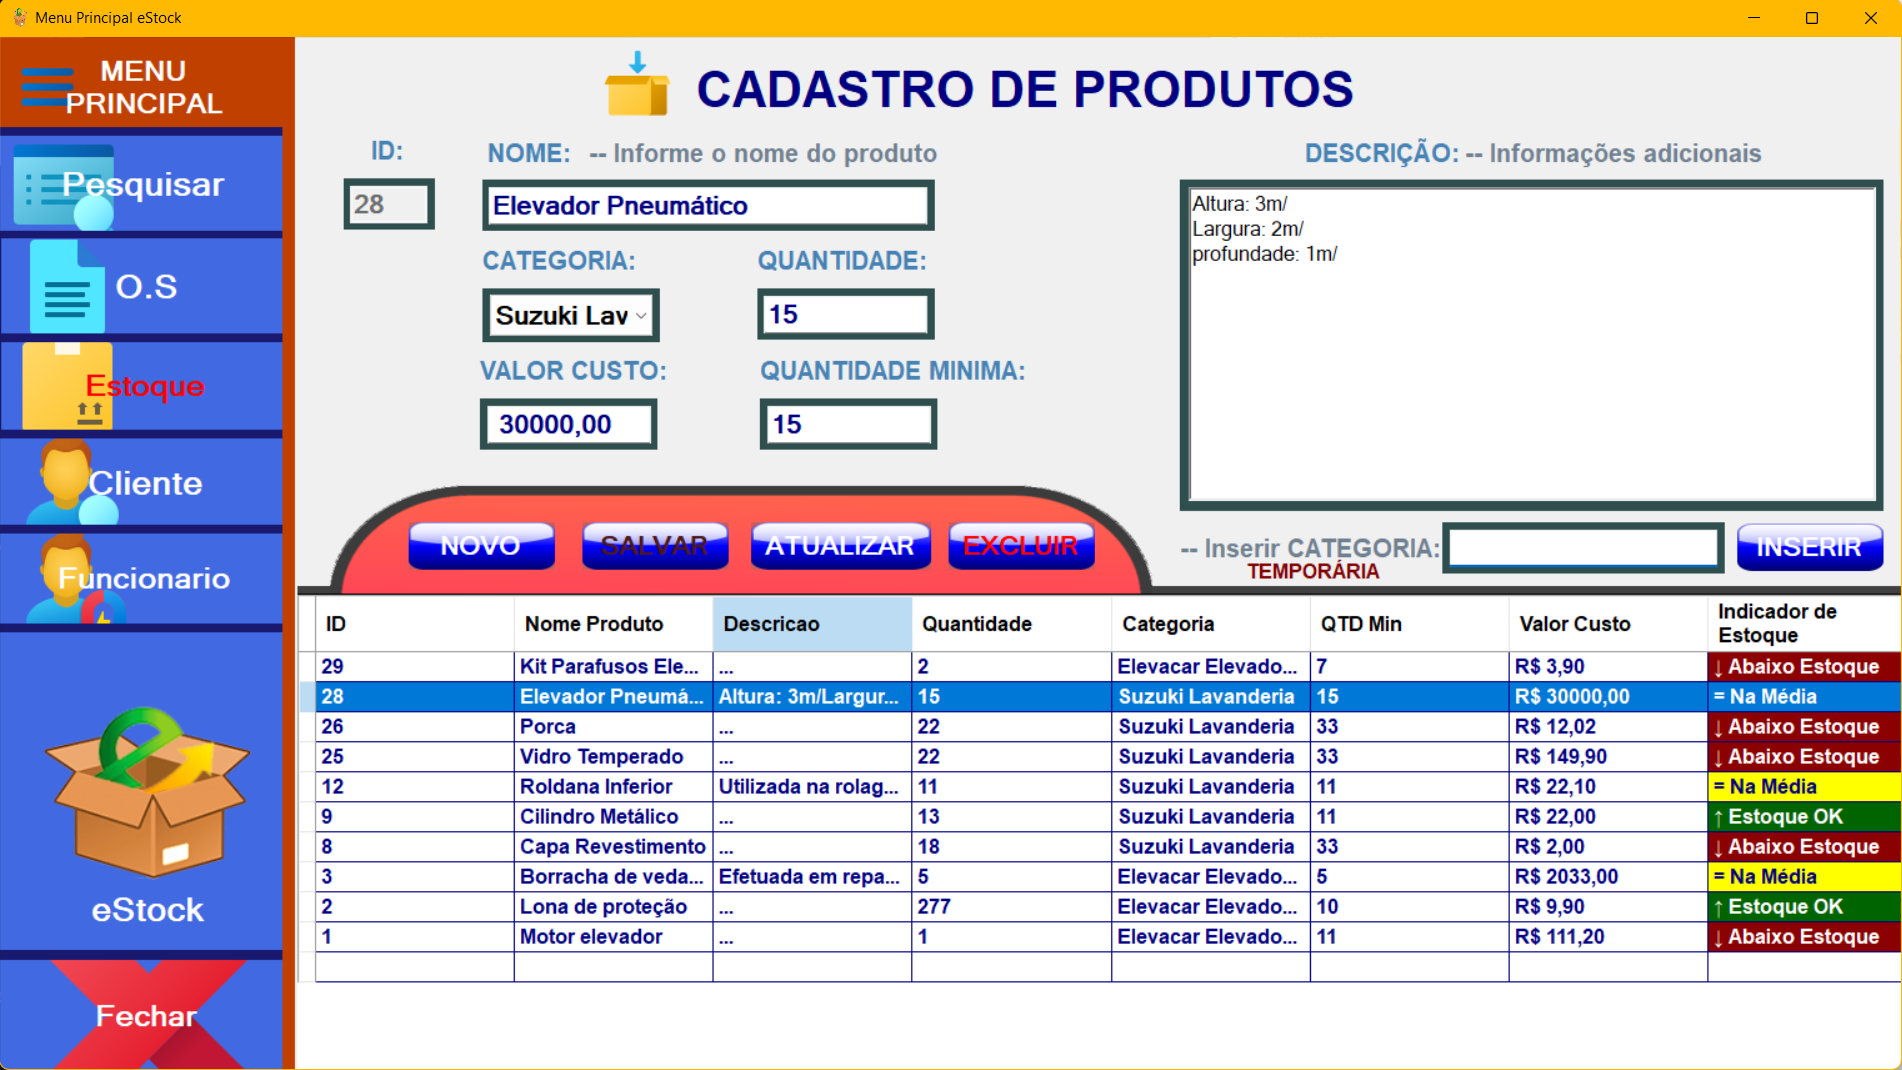 Menu Principal eStock
MENU
PRINCIPAL
Pesquisar
O.S
Estoque
Cliente
Funcionario
eStock
Fechar
CADASTRO DE PRODUTOS
ID:
28
NOME: -- Informe o nome do produto
Elevador Pneumático
CATEGORIA:
Suzuki Lav
QUANTIDADE:
15
VALOR CUSTO:
30000,00
QUANTIDADE MINIMA:
15
DESCRIÇÃO: -- Informações adicionais
Altura: 3m/
Largura: 2m/
profundade: 1m/
NOVO SALVAR ATUALIZAR EXCLUIR
-- Inserir CATEGORIA:
TEMPORÁRIA
INSERIR
ID Nome Produto Descricao Quantidade Categoria QTD Min Valor Custo Indicador de Estoque
29 Kit Parafusos Ele... ... 2 Elevacar Elevado... 7 R$ 3,90 ↓ Abaixo Estoque
28 Elevador Pneumá... Altura: 3m/Largur... 15 Suzuki Lavanderia 15 R$ 30000,00 = Na Média
26 Porca ... 22 Suzuki Lavanderia 33 R$ 12,02 ↓ Abaixo Estoque
25 Vidro Temperado ... 22 Suzuki Lavanderia 33 R$ 149,90 ↓ Abaixo Estoque
12 Roldana Inferior Utilizada na rolag... 11 Suzuki Lavanderia 11 R$ 22,10 = Na Média
9 Cilindro Metálico ... 13 Suzuki Lavanderia 11 R$ 22,00 ↑ Estoque OK
8 Capa Revestimento ... 18 Suzuki Lavanderia 33 R$ 2,00 ↓ Abaixo Estoque
3 Borracha de veda... Efetuada em repa... 5 Elevacar Elevado... 5 R$ 2033,00 = Na Média
2 Lona de proteção ... 277 Elevacar Elevado... 10 R$ 9,90 ↑ Estoque OK
1 Motor elevador ... 1 Elevacar Elevado... 11 R$ 111,20 ↓ Abaixo Estoque